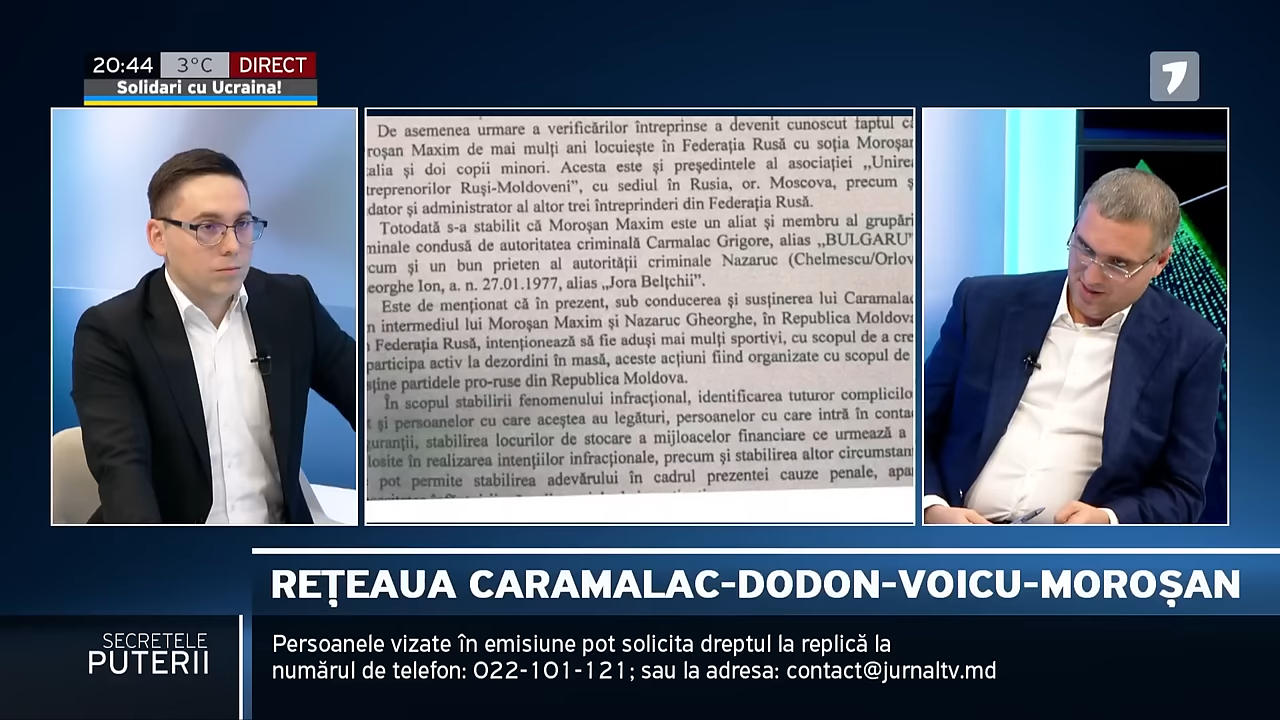 20:44 3°C DIRECT
Solidari cu Ucraina!
De asemenea urmare a verificărilor întreprinse a devenit cunoscut faptul că
roșan Maxim de mai mulți ani locuiește în Federația Rusă cu soția Moroșan
alia și doi copii minori. Acesta este și președintele al asociației „Unirea
treprenorilor Ruși-Moldoveni”, cu sediul în Rusia, or. Moscova, precum ș
dator și administrator al altor trei întreprinderi din Federația Rusă.
Totodată s-a stabilit că Moroșan Maxim este un aliat și membru al grupări
minale condusă de autoritatea criminală Carmalac Grigore, alias „BULGARU”
cum și un bun prieten al autorității criminale Nazaruc (Chelmescu/Orlov
eorghe Ion, a. n. 27.01.1977, alias „Jora Belțchii”.
Este de menționat că în prezent, sub conducerea și susținerea lui Caramalac
n intermediul lui Moroșan Maxim și Nazaruc Gheorghe, în Republica Moldova
Federația Rusă, intenționează să fie aduși mai mulți sportivi, cu scopul de a cre
participa activ la dezordini în masă, aceste acțiuni fiind organizate cu scopul de
ține partidele pro-ruse din Republica Moldova.
În scopul stabilirii fenomenului infracțional, identificarea tuturor complicilo
și persoanelor cu care aceștea au legături, persoanelor cu care intră în conta
guranții, stabilirea locurilor de stocare a mijloacelor financiare ce urmează a
losite în realizarea intențiilor infracționale, precum și stabilirea altor circumstan
pot permite stabilirea adevărului în cadrul prezentei cauze penale, apa
REȚEAUA CARAMALAC-DODON-VOICU-MOROȘAN
SECRETELE
PUTERII
Persoanele vizate în emisiune pot solicita dreptul la replică la
numărul de telefon: 022-101-121; sau la adresa: contact@jurnaltv.md